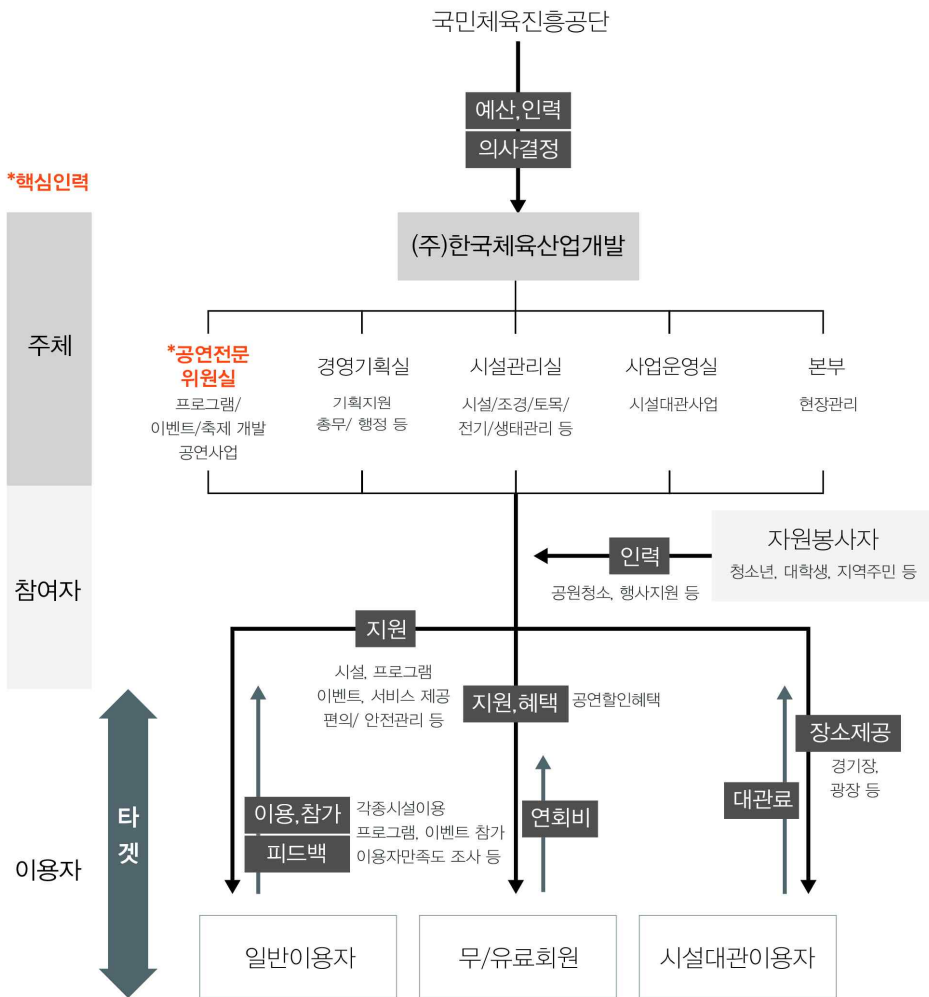 국민체육진흥공단
예산,인력
의사결정
*핵심인력
(주)한국체육산업개발
주체
*공연전문
위원실
프로그램/
이벤트/축제 개발
공연사업
경영기획실
기획지원
총무/ 행정 등
시설관리실
시설/조경/토목/
전기/생태관리 등
사업운영실
시설대관사업
본부
현장관리
참여자
자원봉사자
청소년, 대학생, 지역주민 등
인력
공원청소, 행사지원 등
지원
시설, 프로그램
이벤트, 서비스 제공
편의/ 안전관리 등
지원,혜택
공연할인혜택
장소제공
경기장,
광장 등
이용자
타
겟
이용,참가
피드백
각종시설이용
프로그램, 이벤트 참가
이용자만족도 조사 등
연회비
대관료
일반이용자
무/유료회원
시설대관이용자